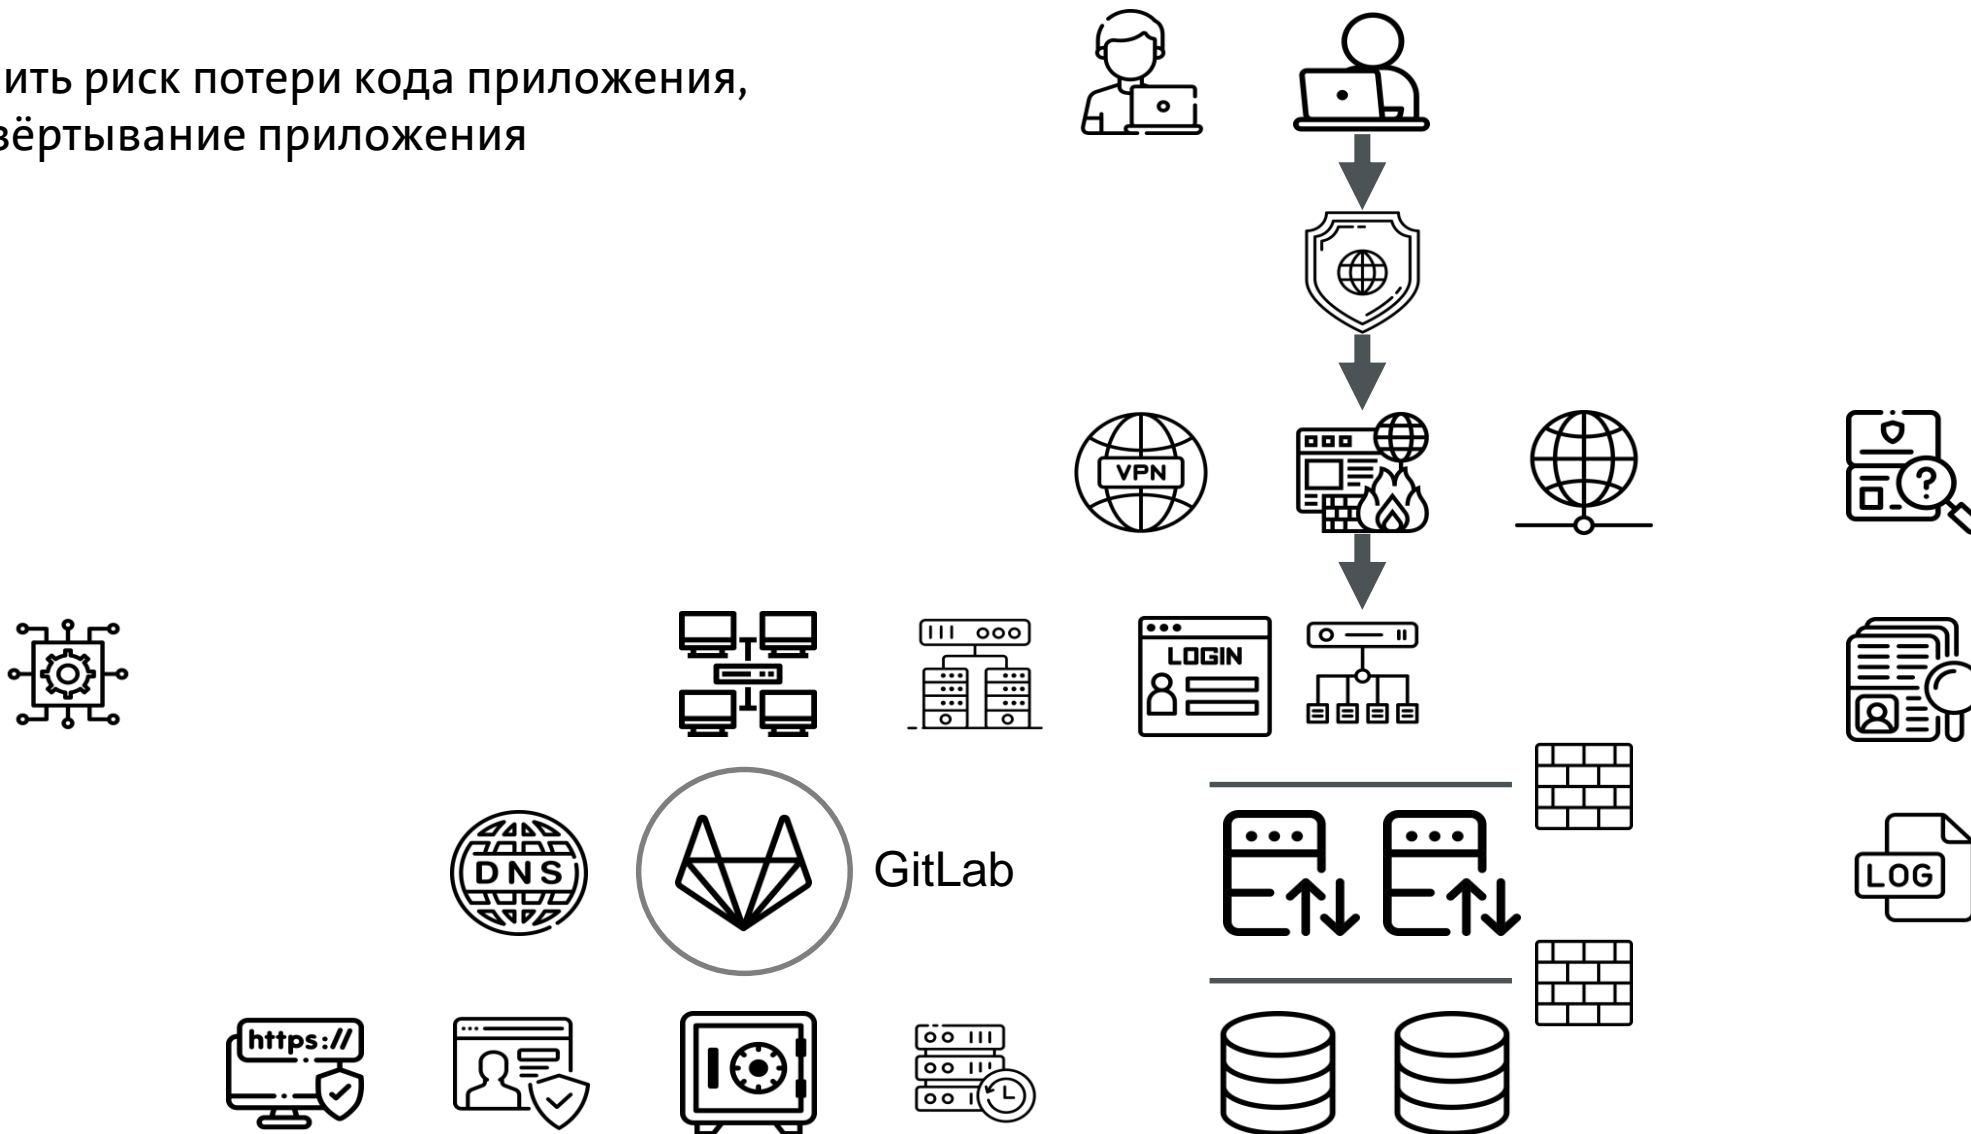 ить риск потери кода приложения,
вёртывание приложения
VPN
?
LOGIN
DNS
GitLab
LOG
https://